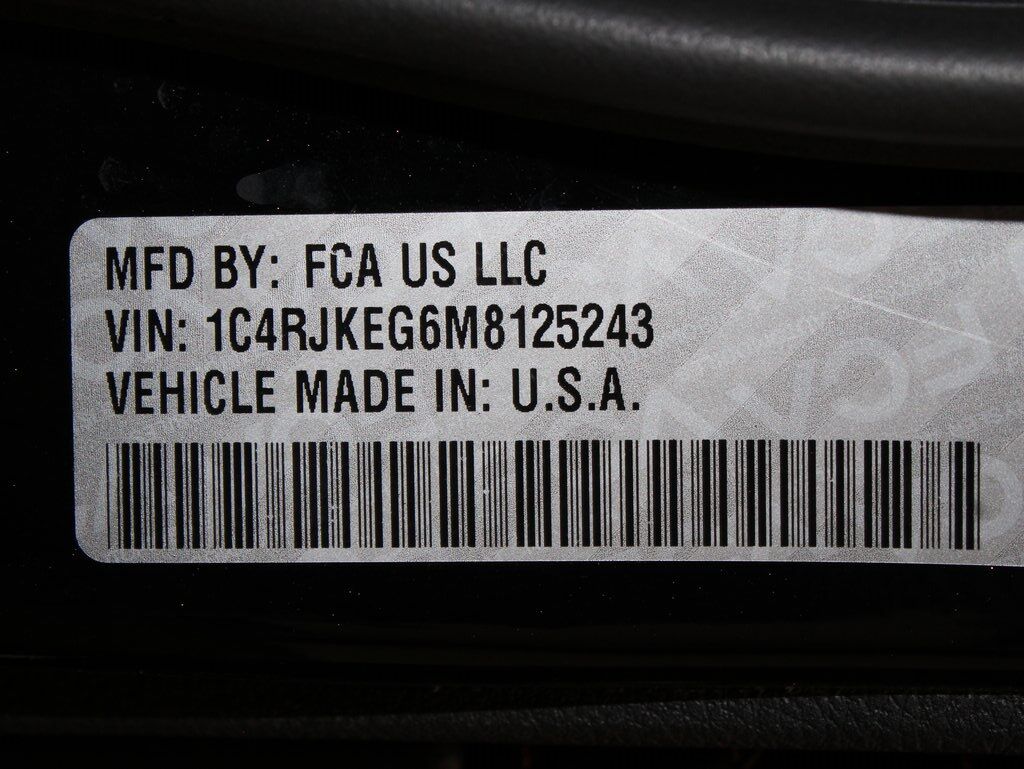 MFD BY: FCA US LLC
VIN: 1C4RJKEG6M8125243
VEHICLE MADE IN: U.S.A.